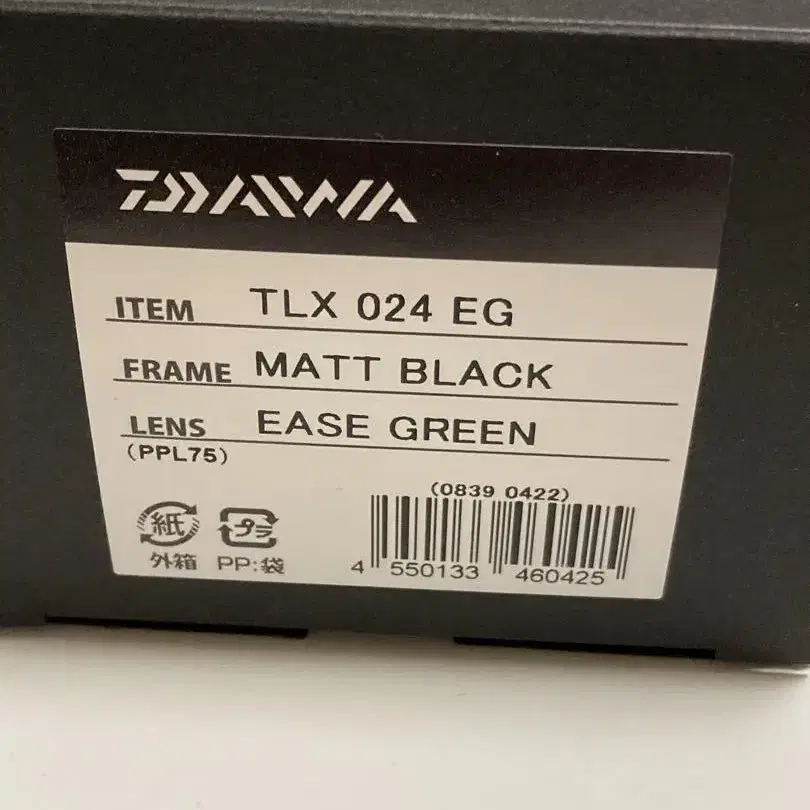 DAIWA
ITEM TLX 024 EG
FRAME MATT BLACK
LENS EASE GREEN
(PPL75)
(0839 0422)
紙 プラ
外箱 PP:袋
4 550133 460425